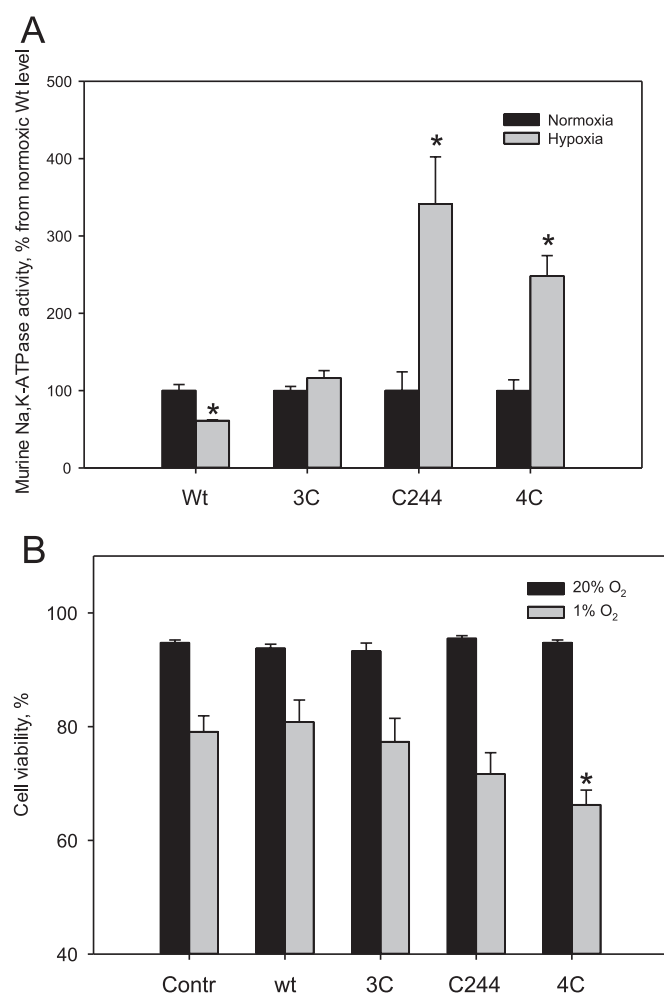 A
Murine Na,K-ATPase activity, % from normoxic Wt level
500
400
300
200
100
0
Normoxia
Hypoxia
*
*
*
Wt
3C
C244
4C
B
Cell viability, %
100
80
60
40
20% O₂
1% O₂
*
Contr
wt
3C
C244
4C